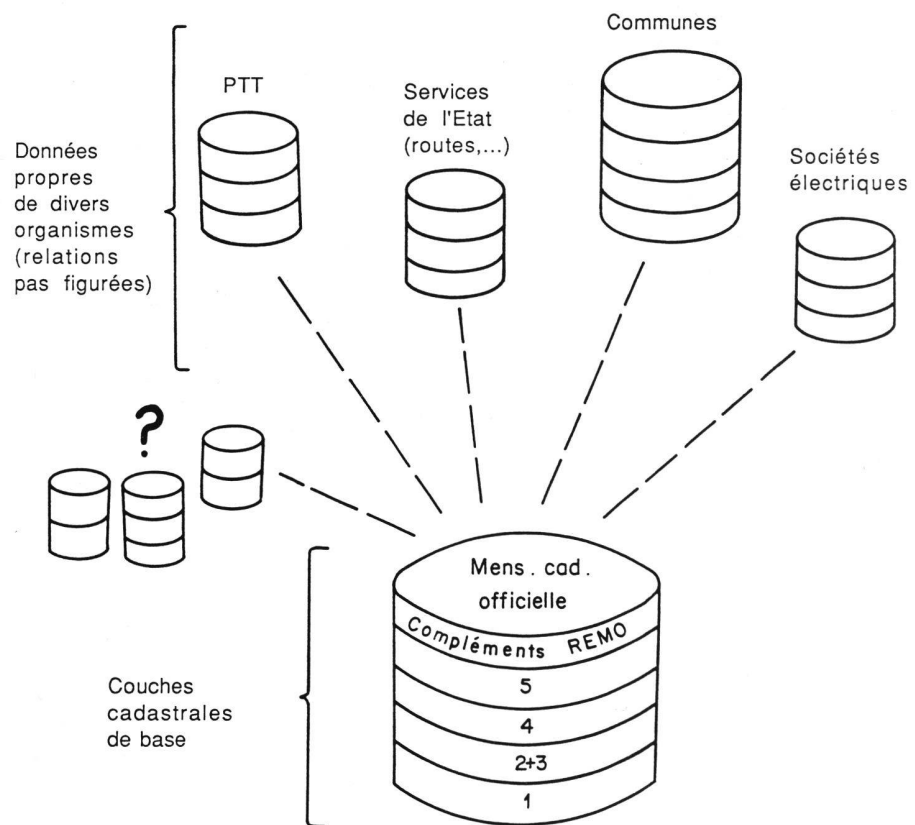 Communes
PTT
Services
de l'Etat
(routes,...)
Données
propres
de divers
organismes
(relations
pas figurées)
Sociétés
électriques
?
Mens. cad.
officielle
Compléments REMO
5
4
2+3
1
Couches
cadastrales
de base